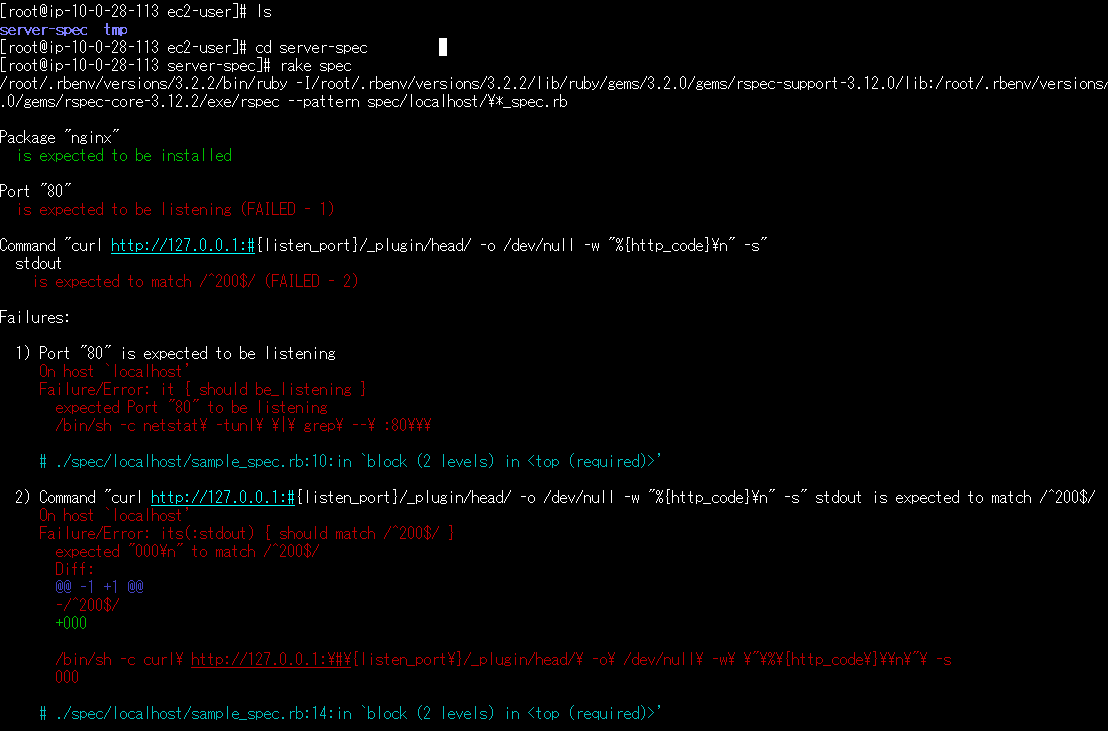 [root@ip-10-0-28-113 ec2-user]# ls
server-spec  tmp
[root@ip-10-0-28-113 ec2-user]# cd server-spec
[root@ip-10-0-28-113 server-spec]# rake spec
/root/.rbenv/versions/3.2.2/bin/ruby -I/root/.rbenv/versions/3.2.2/lib/ruby/gems/3.2.0/gems/rspec-support-3.12.0/lib:/root/.rbenv/versions/
.0/gems/rspec-core-3.12.2/exe/rspec --pattern spec/localhost/¥*_spec.rb

Package "nginx"
  is expected to be installed

Port "80"
  is expected to be listening (FAILED - 1)

Command "curl http://127.0.0.1:#[listen_port}/_plugin/head/ -o /dev/null -w "%{http_code}¥n" -s"
  stdout
    is expected to match /^200$/ (FAILED - 2)

Failures:

  1) Port "80" is expected to be listening
     On host `localhost'
     Failure/Error: it { should be_listening }
       expected Port "80" to be listening
       /bin/sh -c netstat¥ -tunl¥ ¥|¥ grep¥ --¥ :80¥¥¥

     # ./spec/localhost/sample_spec.rb:10:in `block (2 levels) in <top (required)>'

  2) Command "curl http://127.0.0.1:#{listen_port}/_plugin/head/ -o /dev/null -w "%{http_code}¥n" -s" stdout is expected to match /^200$/
     On host `localhost'
     Failure/Error: its(:stdout) { should match /^200$/ }
       expected "000¥n" to match /^200$/
       Diff:
       @@ -1 +1 @@
       -/^200$/
       +000

       /bin/sh -c curl¥ http://127.0.0.1:¥#¥{listen_port¥}/_plugin/head/¥ -o¥ /dev/null¥ -w¥ ¥"¥%¥{http_code¥}¥¥n¥"¥ -s
       000

     # ./spec/localhost/sample_spec.rb:14:in `block (2 levels) in <top (required)>'